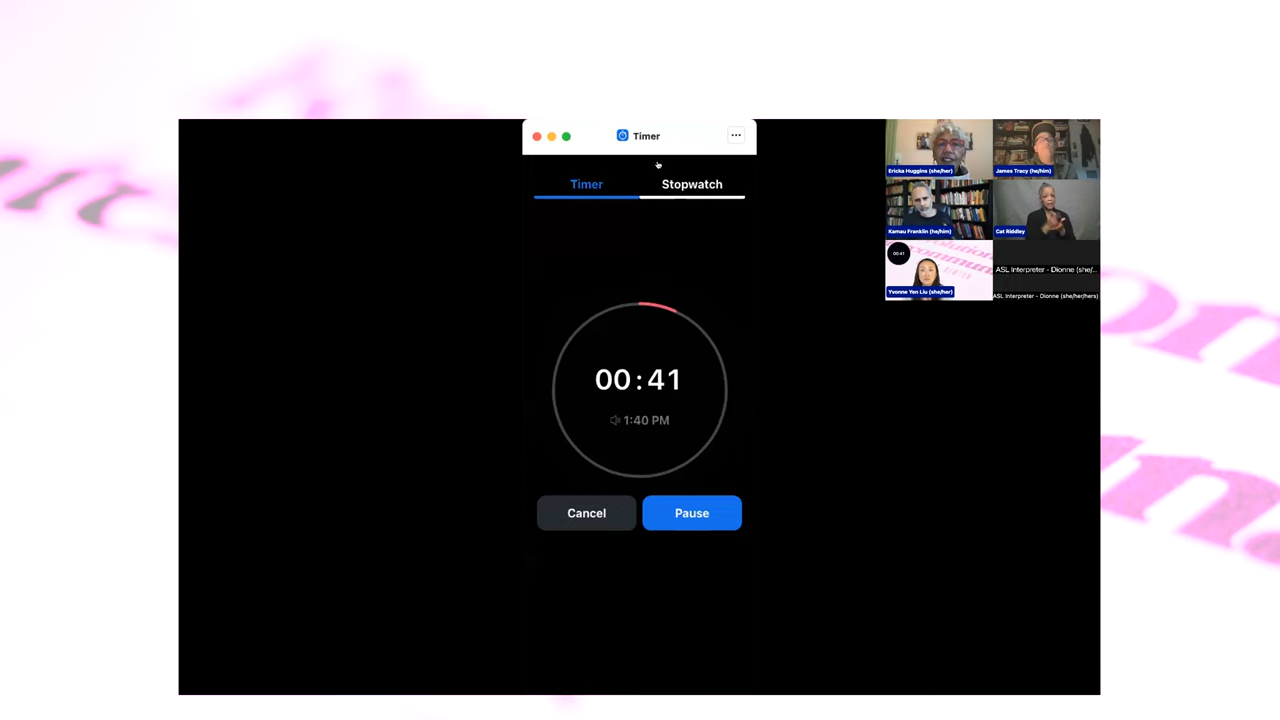 Timer
Timer
Stopwatch
00:41
1:40 PM
Cancel
Pause
Ericka Huggins (she/her)
James Tracy (he/him)
Kamau Franklin (he/him)
Cat Riddley
00:41
Yvonne Yen Liu (she/her)
ASL Interpreter - Dionne (she/...
ASL Interpreter - Dionne (she/her/hers)